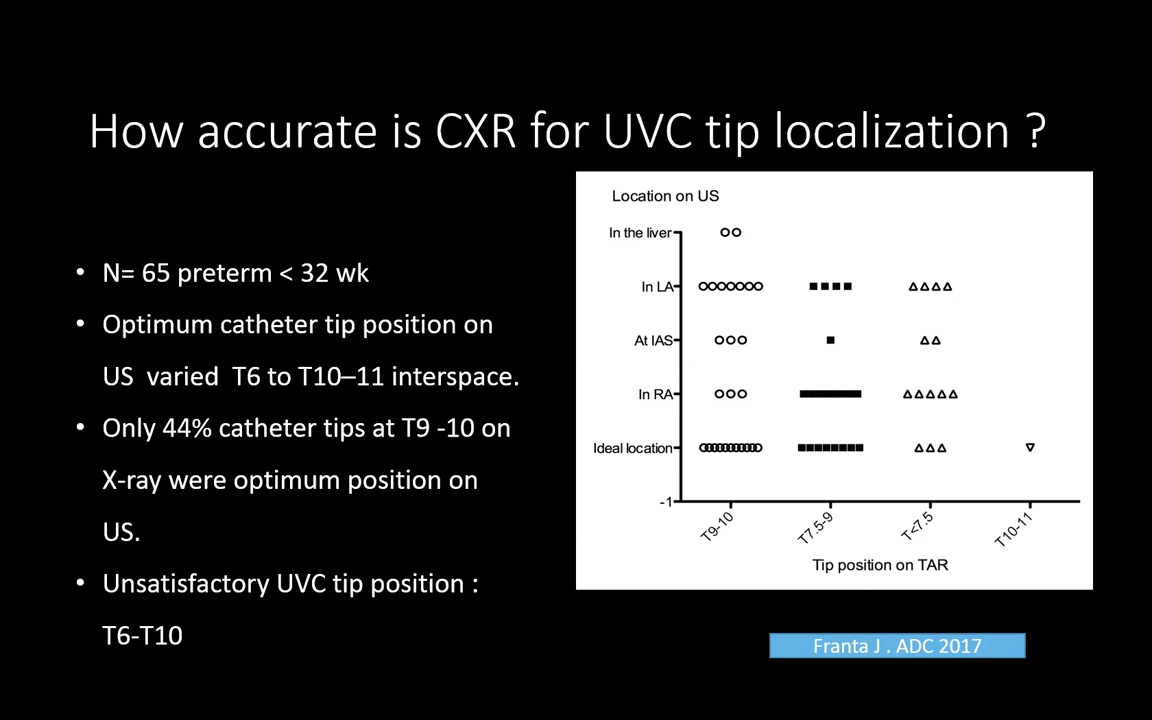 How accurate is CXR for UVC tip localization ?
• N= 65 preterm < 32 wk
• Optimum catheter tip position on
US varied T6 to T10–11 interspace.
• Only 44% catheter tips at T9 -10 on
X-ray were optimum position on
US.
• Unsatisfactory UVC tip position :
T6-T10
Location on US
In the liver
In LA
At IAS
In RA
Ideal location
-1
T9-10
T7.5-9
T<7.5
T10-11
Tip position on TAR
Franta J . ADC 2017